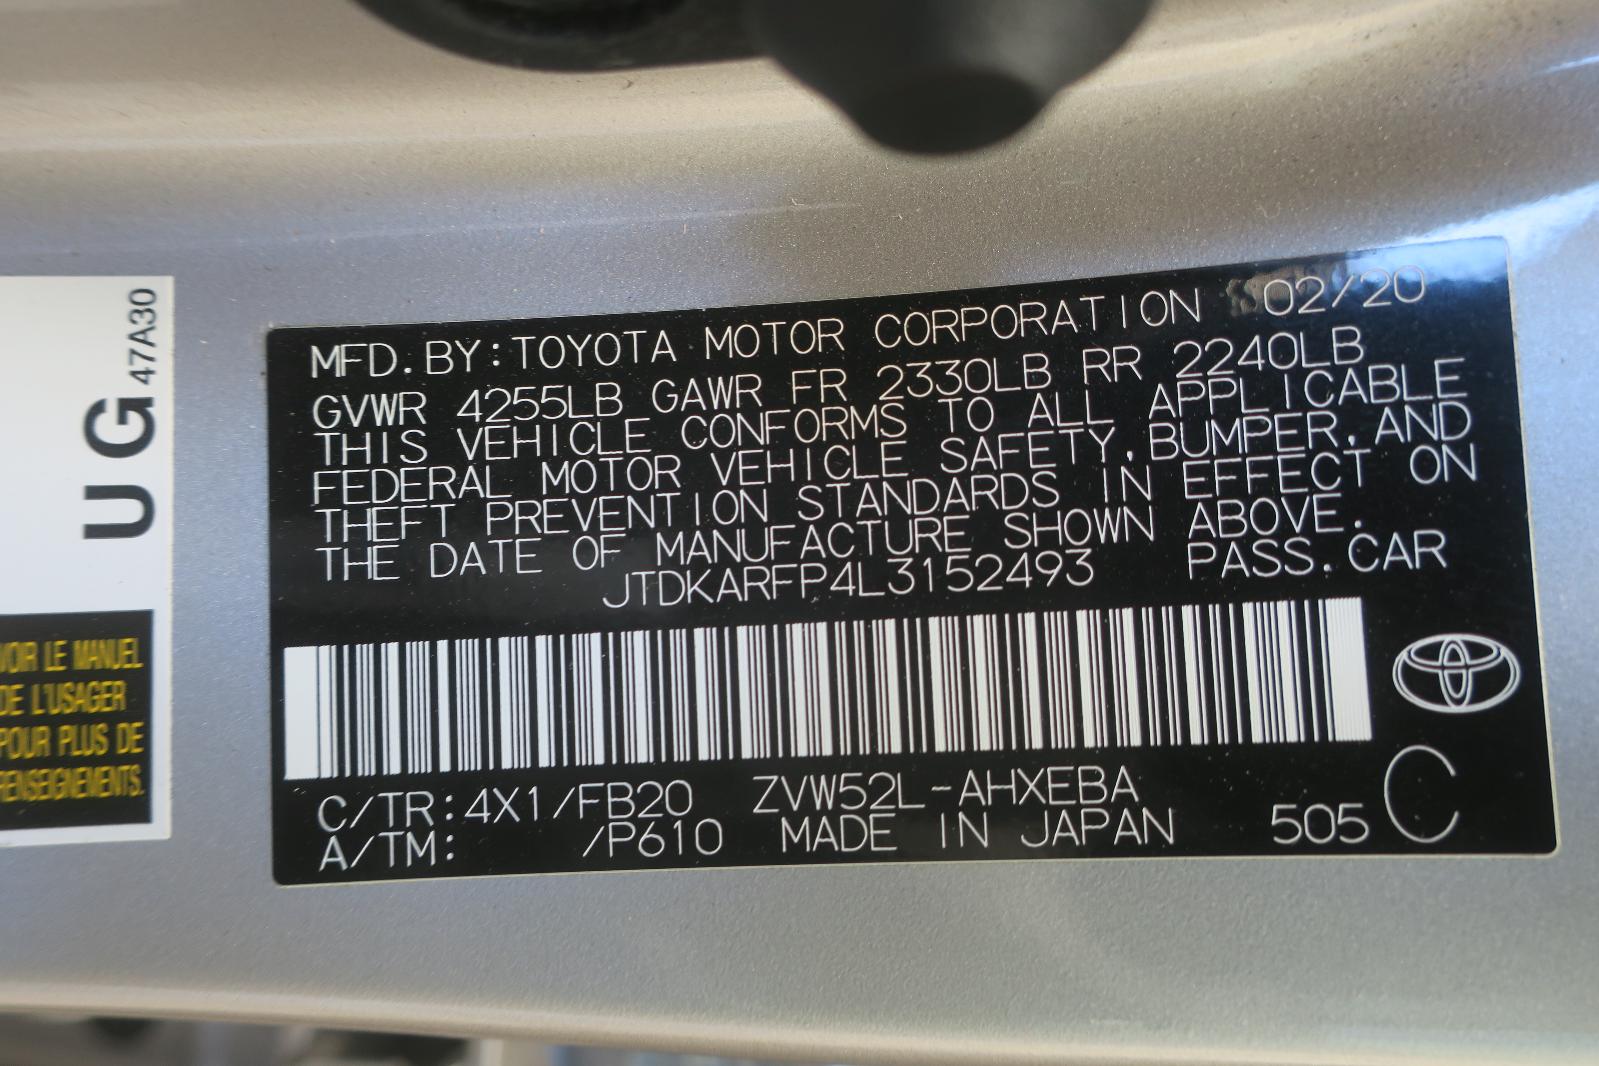 UG 47A30
VOIR LE MANUEL
DE L'USAGER
POUR PLUS DE
RENSEIGNEMENTS.
MFD. BY: TOYOTA MOTOR CORPORATION 02/20
GVWR 4255LB GAWR FR 2330LB RR 2240LB
THIS VEHICLE CONFORMS TO ALL APPLICABLE
FEDERAL MOTOR VEHICLE SAFETY, BUMPER, AND
THEFT PREVENTION STANDARDS IN EFFECT ON
THE DATE OF MANUFACTURE SHOWN ABOVE.
JTDKARFP4L3152493 PASS. CAR
C/TR: 4X1/FB20 ZVW52L-AHXEBA
A/TM: /P610 MADE IN JAPAN 505 C